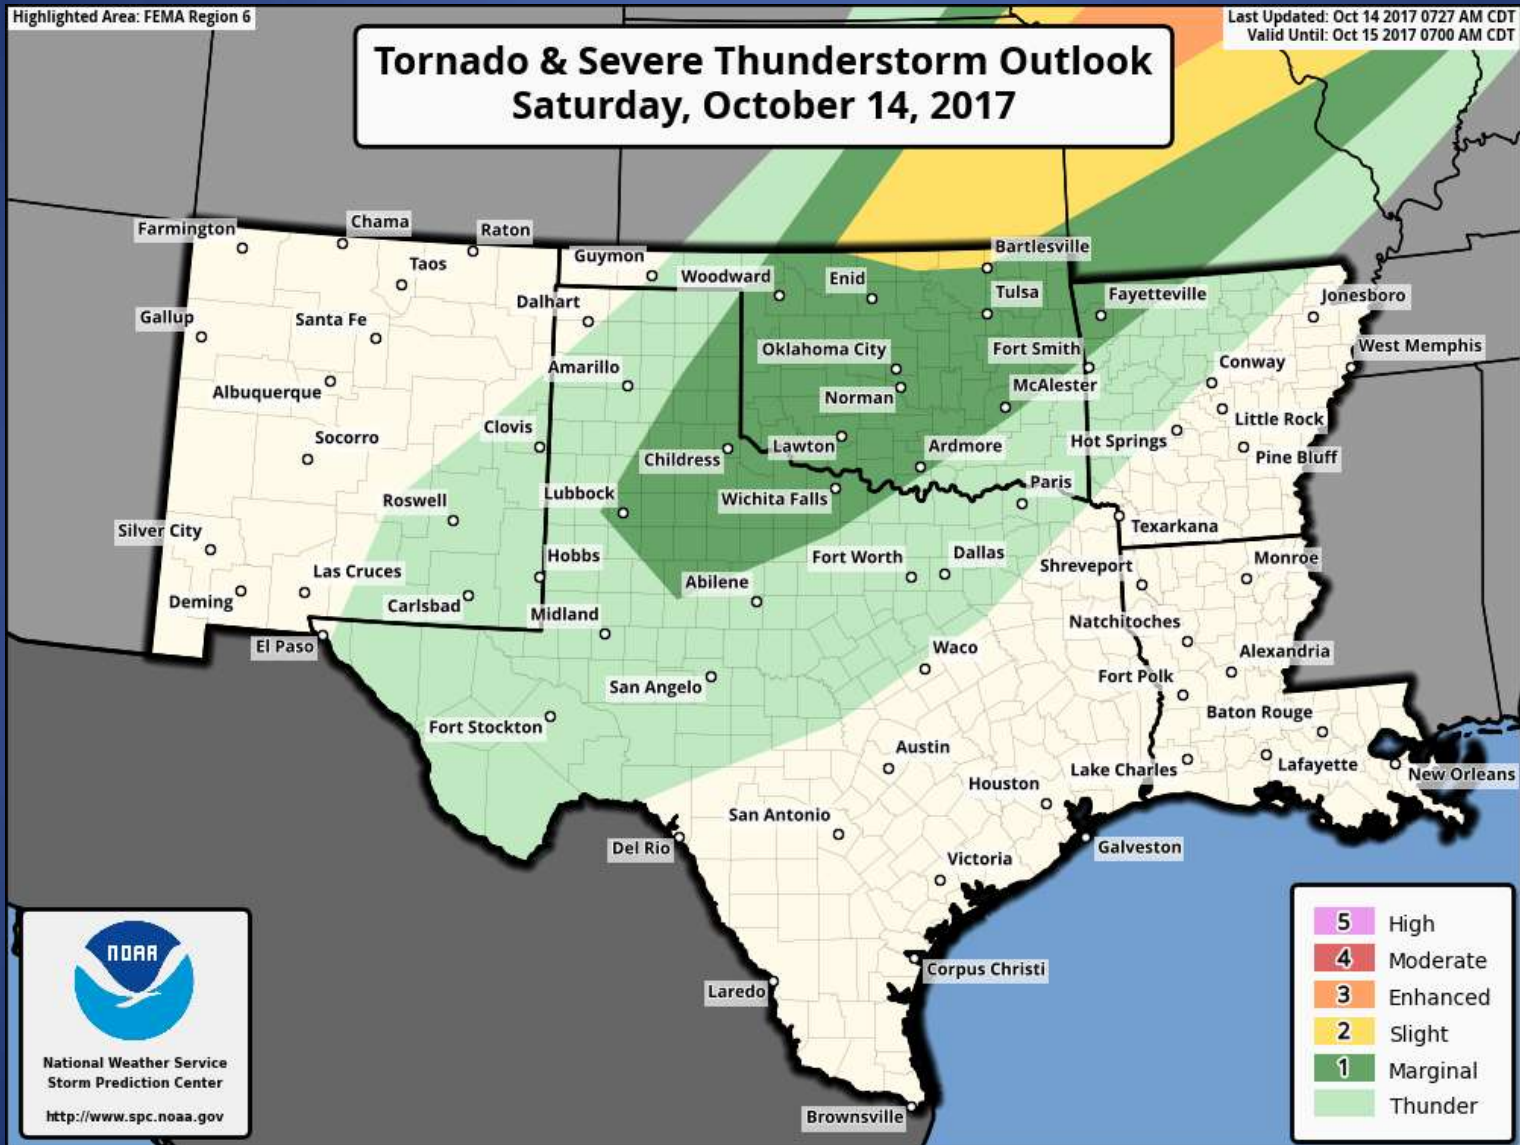 Highlighted Area: FEMA Region 6
Last Updated: Oct 14 2017 0727 AM CDT
Valid Until: Oct 15 2017 0700 AM CDT
Tornado & Severe Thunderstorm Outlook
Saturday, October 14, 2017
Farmington
Chama
Raton
Taos
Guymon
Woodward
Enid
Bartlesville
Dalhart
Tulsa
Fayetteville
Jonesboro
Gallup
Santa Fe
Oklahoma City
Fort Smith
West Memphis
Amarillo
Conway
Albuquerque
Norman
McAlester
Clovis
Little Rock
Socorro
Childress
Lawton
Ardmore
Hot Springs
Pine Bluff
Roswell
Lubbock
Wichita Falls
Paris
Silver City
Texarkana
Hobbs
Fort Worth
Dallas
Monroe
Las Cruces
Shreveport
Deming
Carlsbad
Midland
Abilene
Natchitoches
El Paso
Waco
Alexandria
San Angelo
Fort Polk
Fort Stockton
Baton Rouge
Austin
Lake Charles
Lafayette
New Orleans
Houston
San Antonio
Del Rio
Galveston
Victoria
Corpus Christi
Laredo
Brownsville
NOAA
National Weather Service
Storm Prediction Center
http://www.spc.noaa.gov
5 High
4 Moderate
3 Enhanced
2 Slight
1 Marginal
Thunder